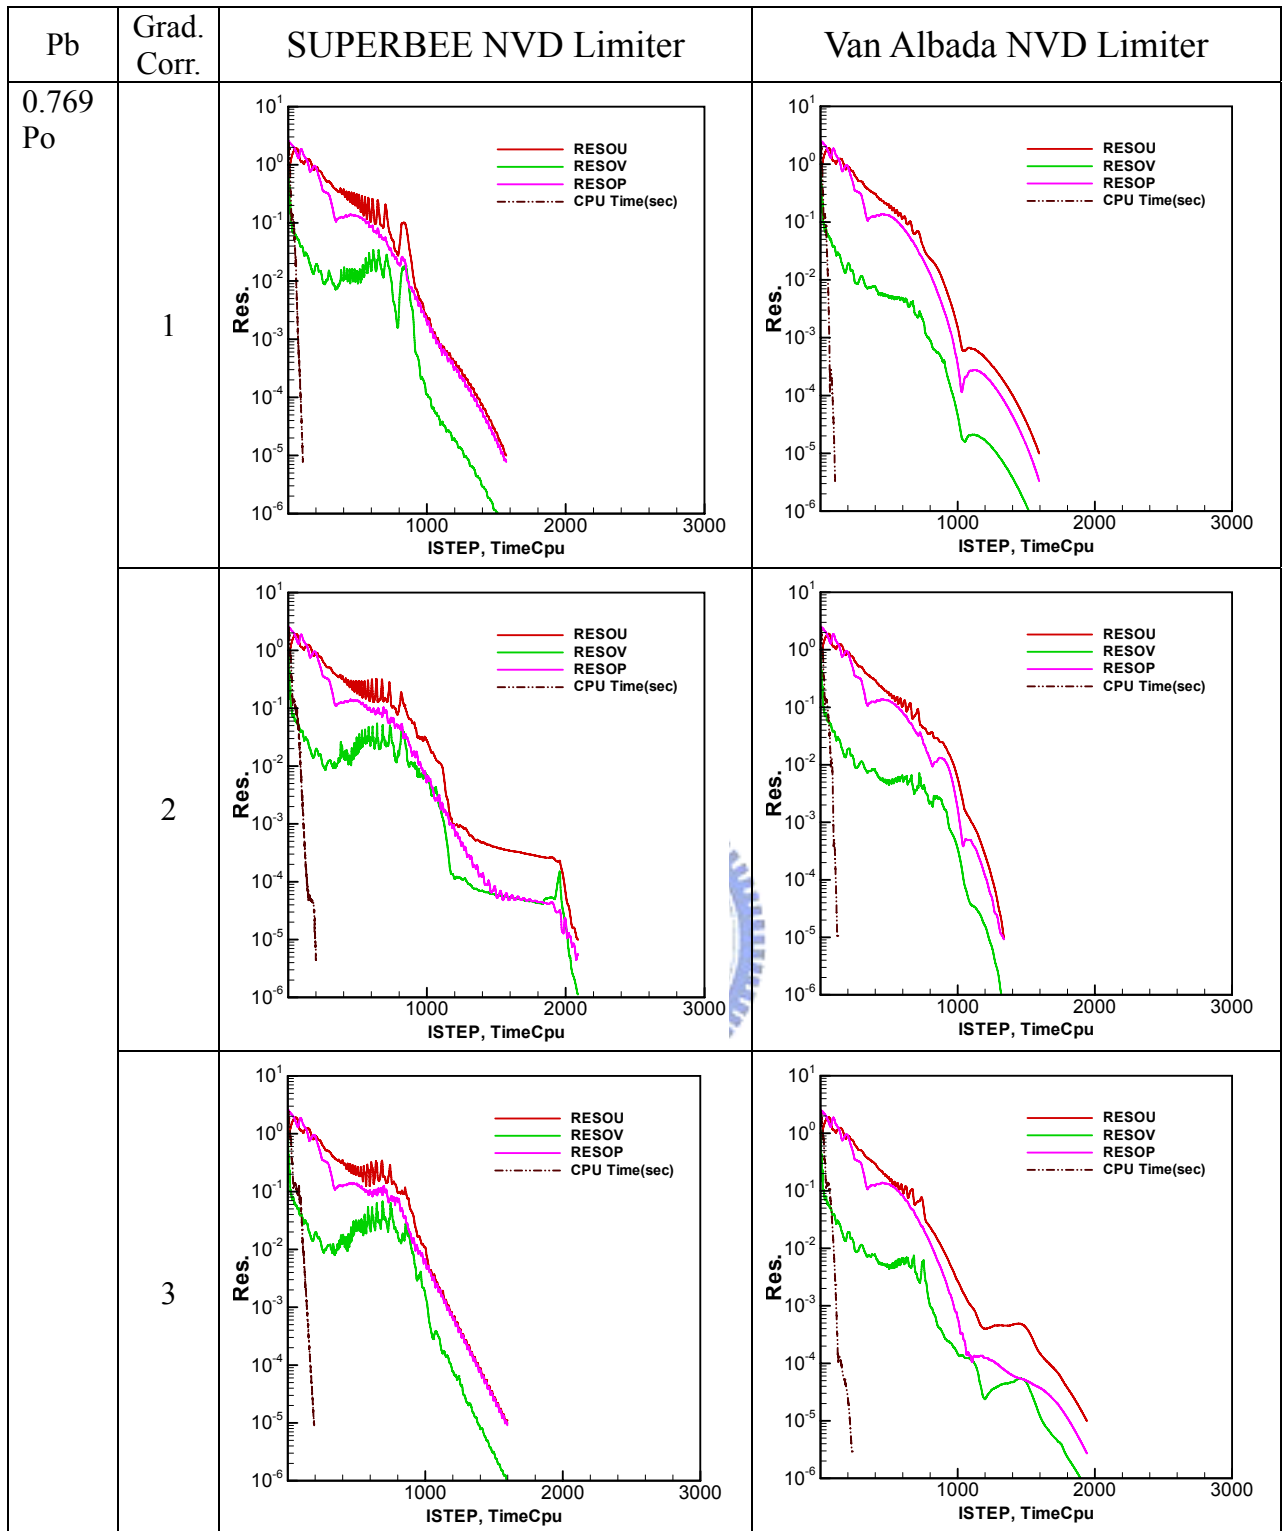 Pb
Grad. Corr.
SUPERBEE NVD Limiter
Van Albada NVD Limiter
0.769 Po
1
10^1
10^0
10^-1
10^-2
10^-3
10^-4
10^-5
10^-6
Res.
RESOU
RESOV
RESOP
CPU Time(sec)
1000 2000 3000
ISTEP, TimeCpu
10^1
10^0
10^-1
10^-2
10^-3
10^-4
10^-5
10^-6
Res.
RESOU
RESOV
RESOP
CPU Time(sec)
1000 2000 3000
ISTEP, TimeCpu
2
10^1
10^0
10^-1
10^-2
10^-3
10^-4
10^-5
10^-6
Res.
RESOU
RESOV
RESOP
CPU Time(sec)
1000 2000 3000
ISTEP, TimeCpu
10^1
10^0
10^-1
10^-2
10^-3
10^-4
10^-5
10^-6
Res.
RESOU
RESOV
RESOP
CPU Time(sec)
1000 2000 3000
ISTEP, TimeCpu
3
10^1
10^0
10^-1
10^-2
10^-3
10^-4
10^-5
10^-6
Res.
RESOU
RESOV
RESOP
CPU Time(sec)
1000 2000 3000
ISTEP, TimeCpu
10^1
10^0
10^-1
10^-2
10^-3
10^-4
10^-5
10^-6
Res.
RESOU
RESOV
RESOP
CPU Time(sec)
1000 2000 3000
ISTEP, TimeCpu